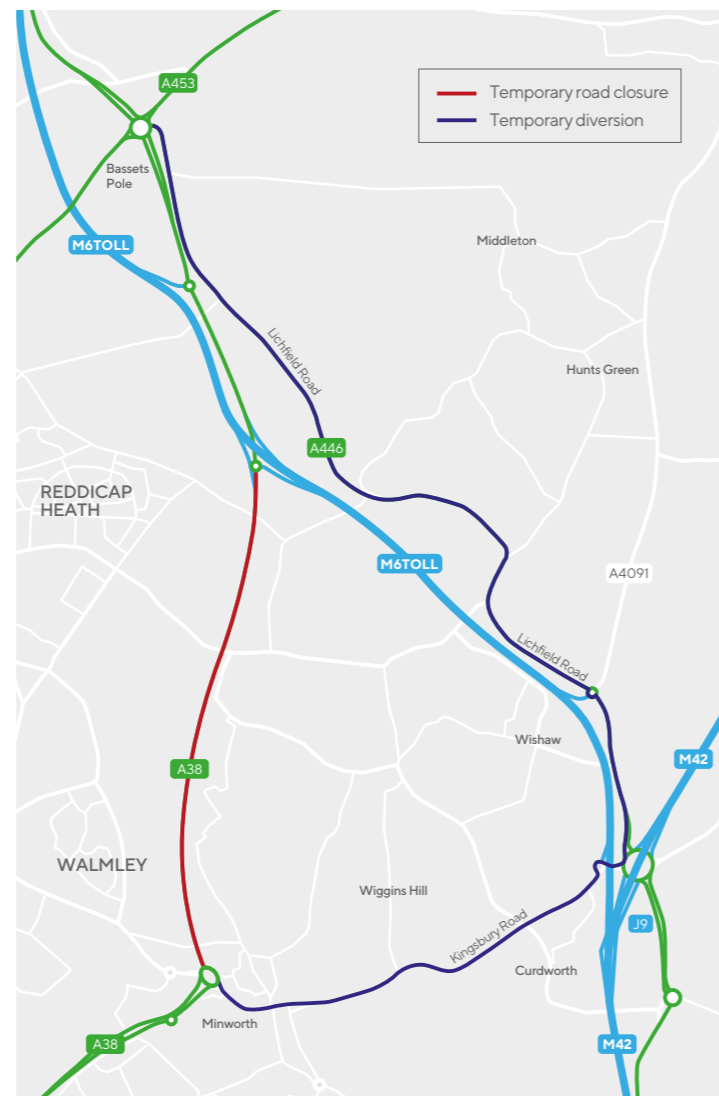 A453
Temporary road closure
Temporary diversion
Bassets
Pole
M6TOLL
Middleton
Lichfield Road
Hunts Green
A446
REDDICAP
HEATH
M6TOLL
A4091
Lichfield Road
Wishaw
M42
A38
WALMLEY
Wiggins Hill
Kingsbury Road
J9
Curdworth
Minworth
A38
M42